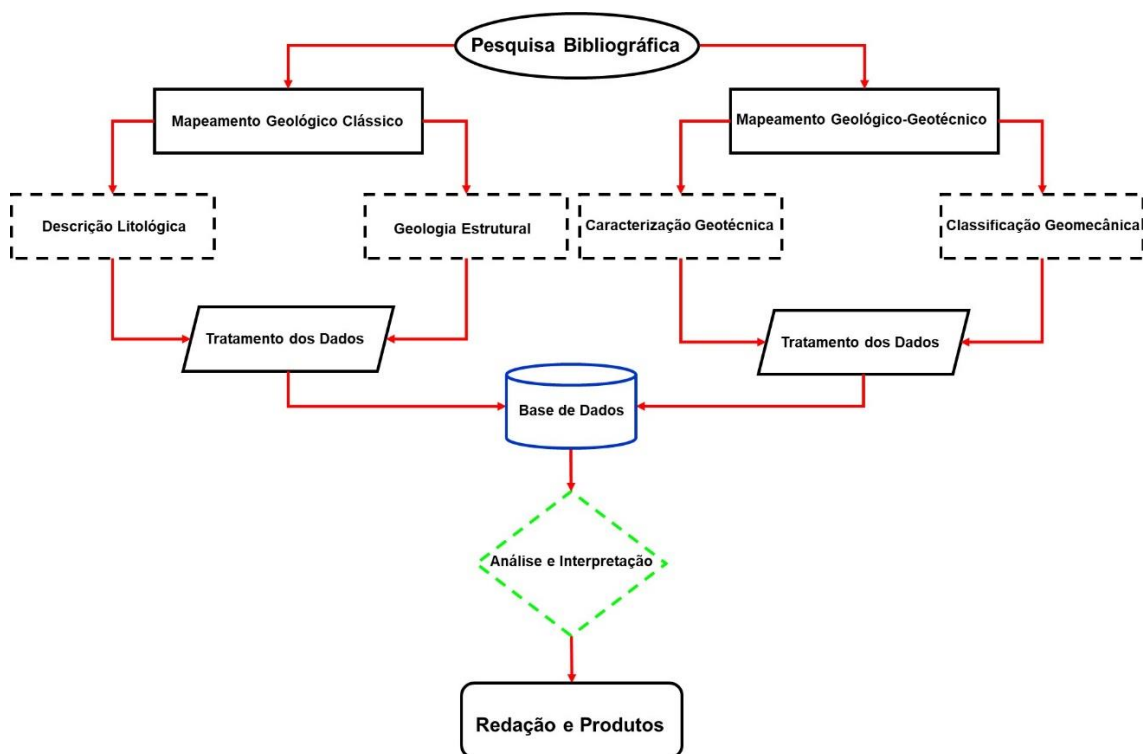 Pesquisa Bibliográfica
Mapeamento Geológico Clássico
Mapeamento Geológico-Geotécnico
Descrição Litológica
Geologia Estrutural
Caracterização Geotécnica
Classificação Geomecânica
Tratamento dos Dados
Tratamento dos Dados
Base de Dados
Análise e Interpretação
Redação e Produtos